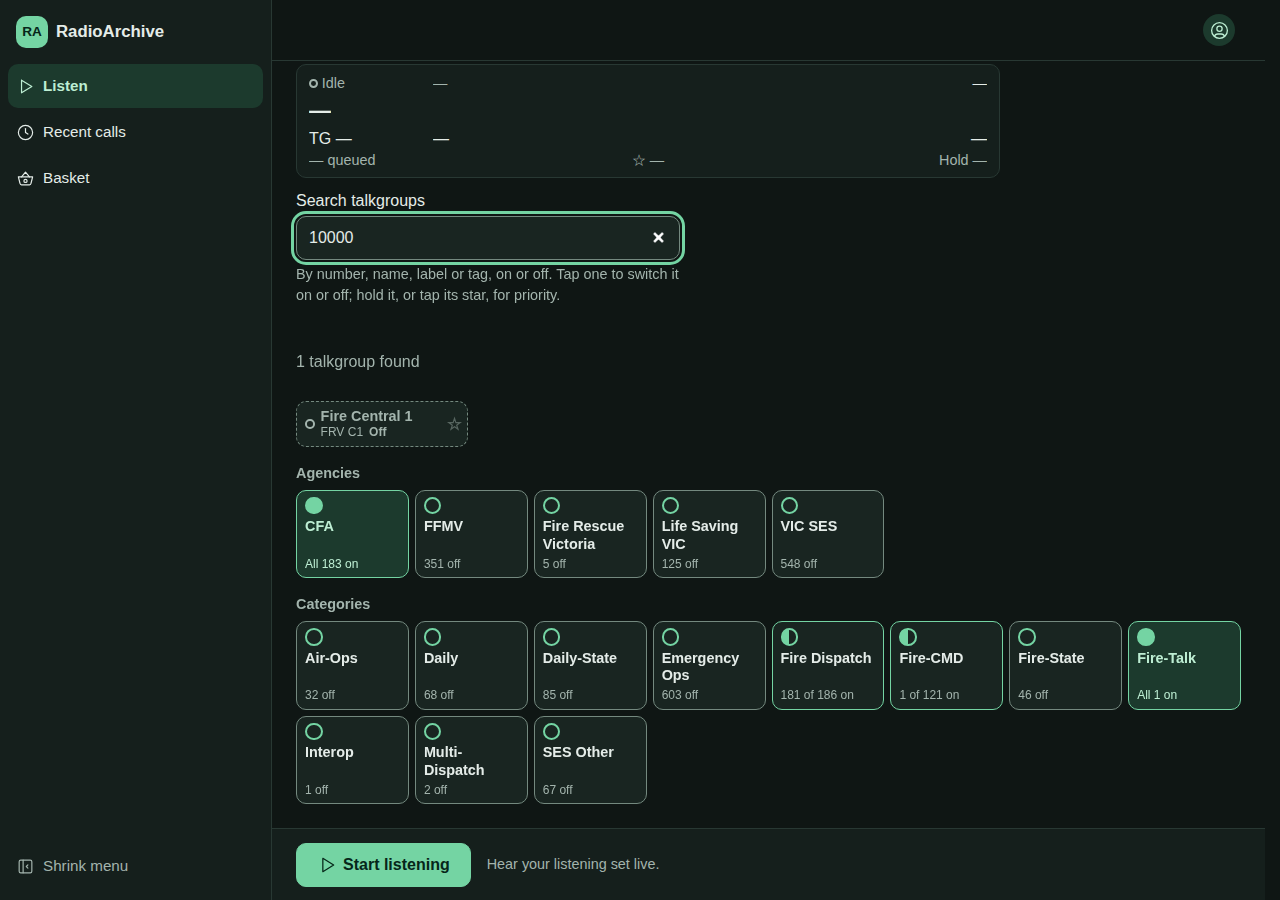 RA RadioArchive
Listen
Recent calls
Basket
Shrink menu
Idle — —
—
TG — — —
— queued ☆ — Hold —
Search talkgroups
10000
By number, name, label or tag, on or off. Tap one to switch it
on or off; hold it, or tap its star, for priority.
1 talkgroup found
Fire Central 1
FRV C1 Off
Agencies
CFA
All 183 on
FFMV
351 off
Fire Rescue
Victoria
5 off
Life Saving
VIC
125 off
VIC SES
548 off
Categories
Air-Ops
32 off
Daily
68 off
Daily-State
85 off
Emergency
Ops
603 off
Fire Dispatch
181 of 186 on
Fire-CMD
1 of 121 on
Fire-State
46 off
Fire-Talk
All 1 on
Interop
1 off
Multi-
Dispatch
2 off
SES Other
67 off
Start listening
Hear your listening set live.